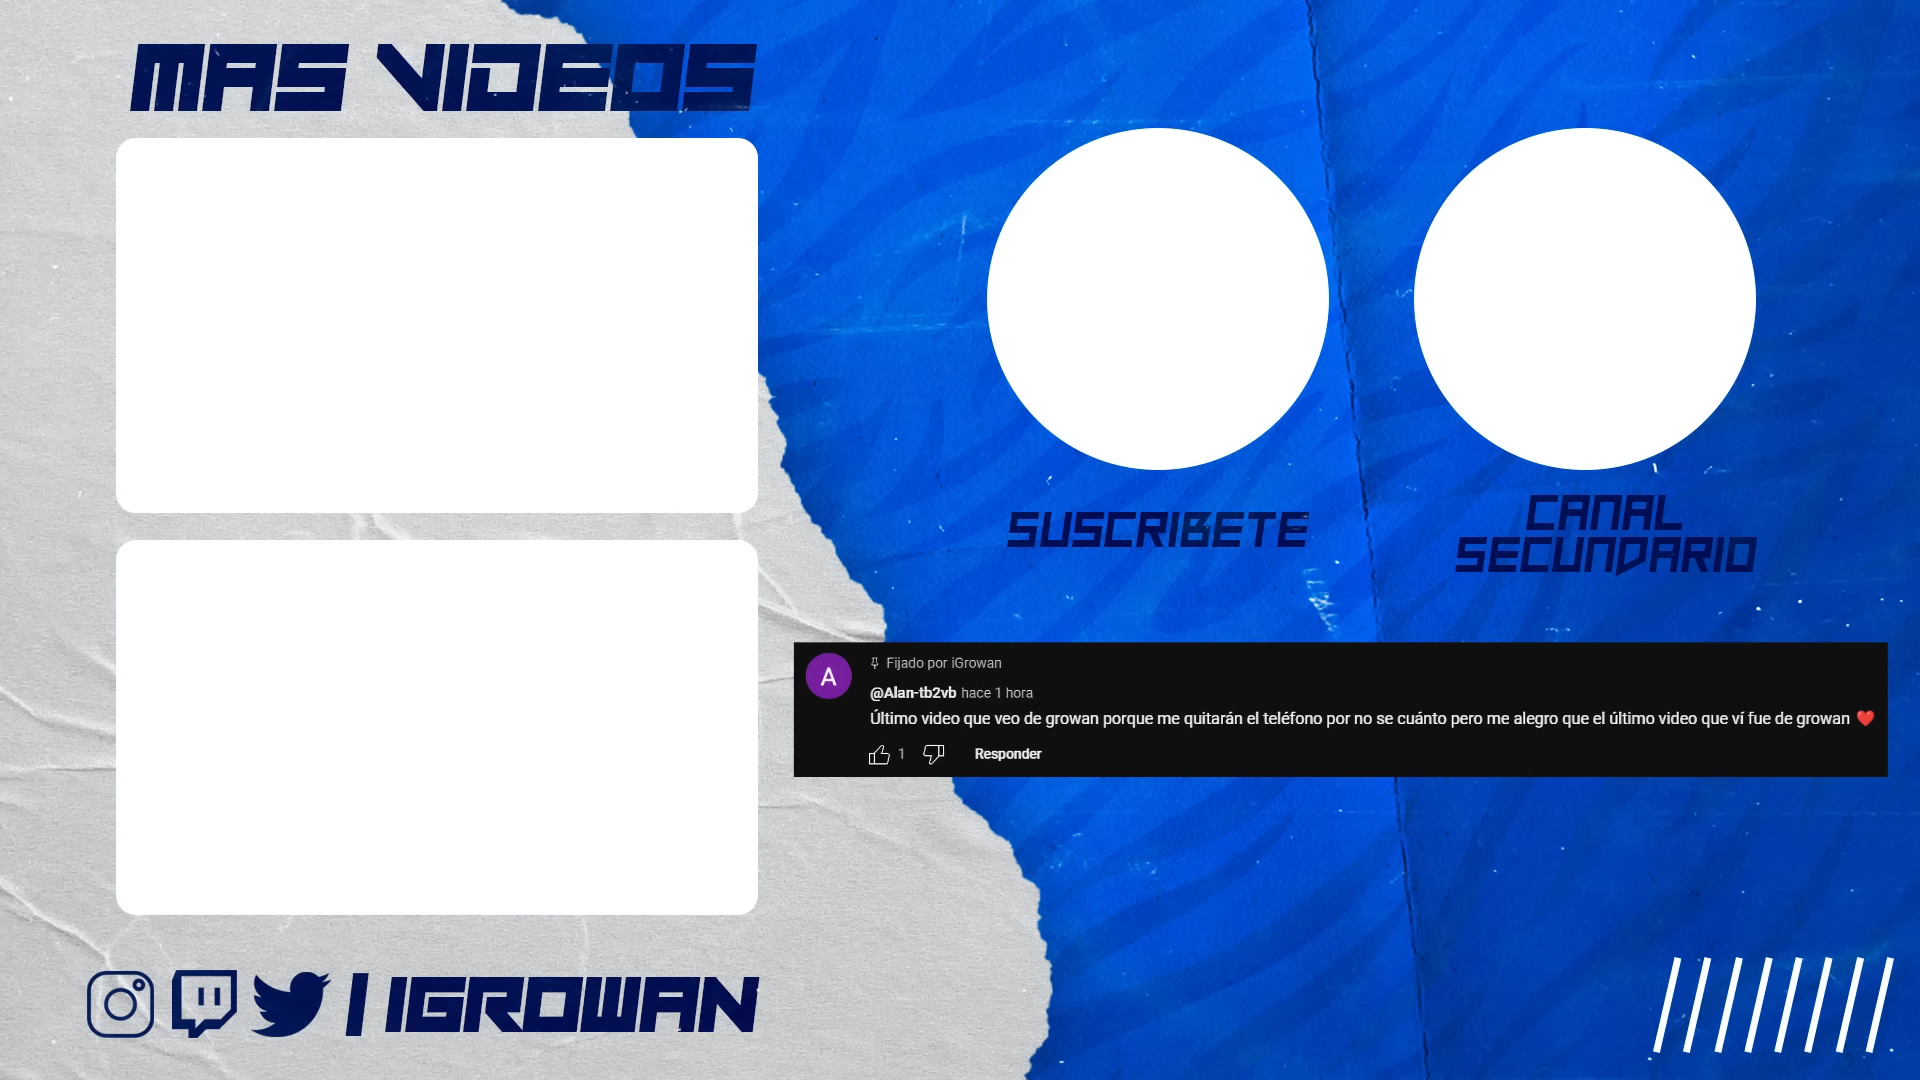 MAS VIDEOS
SUSCRIBETE
CANAL
SECUNDARIO
Fijado por iGrowan
A
@Alan-tb2vb hace 1 hora
Último video que veo de growan porque me quitarán el teléfono por no se cuánto pero me alegro que el último video que ví fue de growan ❤️
1 Responder
| IGROWAN